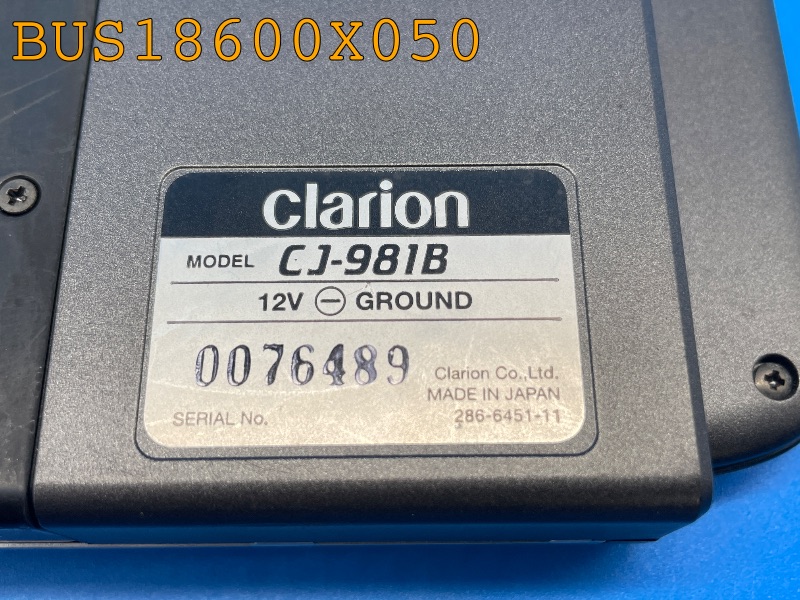 BUS18600X050
clarion
MODEL CJ-981B
12V ⊖ GROUND
0076489
Clarion Co.,Ltd.
MADE IN JAPAN
SERIAL No.
286-6451-11